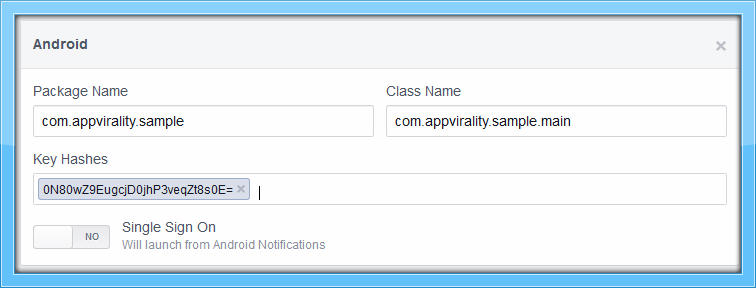 Android ×
Package Name Class Name
com.appvirality.sample com.appvirality.sample.main
Key Hashes
0N80wZ9EugcjD0jhP3veqZt8s0E= ×
NO Single Sign On
Will launch from Android Notifications